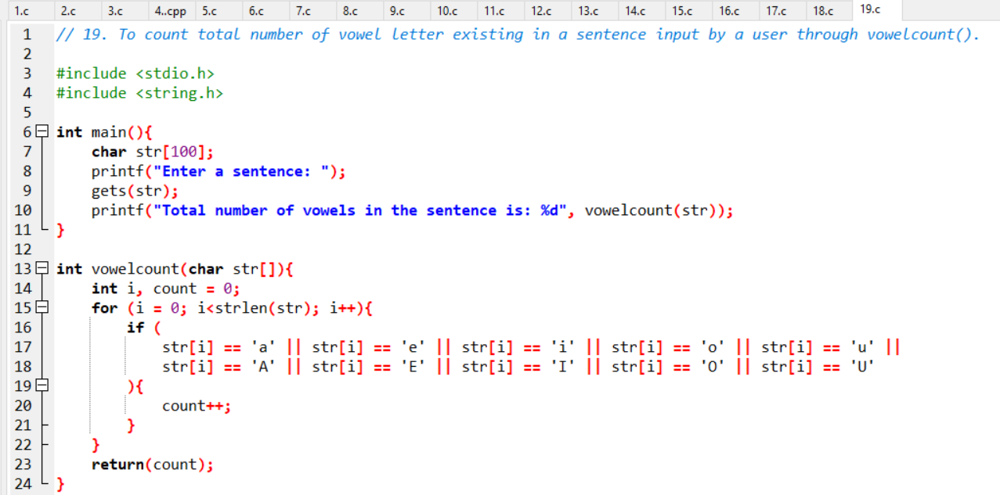 1.c 2.c 3.c 4..cpp 5.c 6.c 7.c 8.c 9.c 10.c 11.c 12.c 13.c 14.c 15.c 16.c 17.c 18.c 19.c
1 // 19. To count total number of vowel letter existing in a sentence input by a user through vowelcount().
2
3 #include <stdio.h>
4 #include <string.h>
5
6 int main(){
7 char str[100];
8 printf("Enter a sentence: ");
9 gets(str);
10 printf("Total number of vowels in the sentence is: %d", vowelcount(str));
11 }
12
13 int vowelcount(char str[]){
14 int i, count = 0;
15 for (i = 0; i<strlen(str); i++){
16 if (
17 str[i] == 'a' || str[i] == 'e' || str[i] == 'i' || str[i] == 'o' || str[i] == 'u' ||
18 str[i] == 'A' || str[i] == 'E' || str[i] == 'I' || str[i] == 'O' || str[i] == 'U'
19 ){
20 count++;
21 }
22 }
23 return(count);
24 }